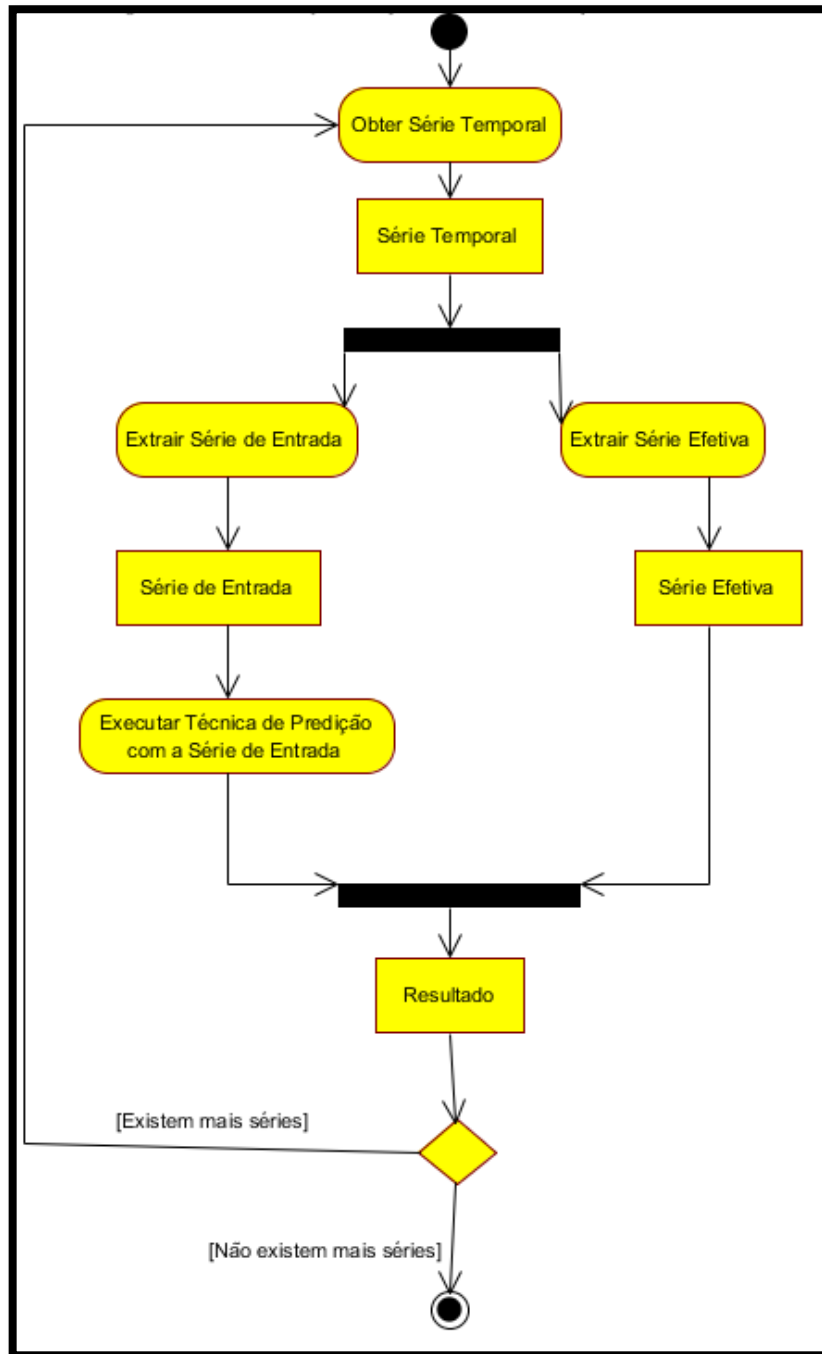 Obter Série Temporal
Série Temporal
Extrair Série de Entrada
Extrair Série Efetiva
Série de Entrada
Série Efetiva
Executar Técnica de Predição
com a Série de Entrada
Resultado
[Existem mais séries]
[Não existem mais séries]